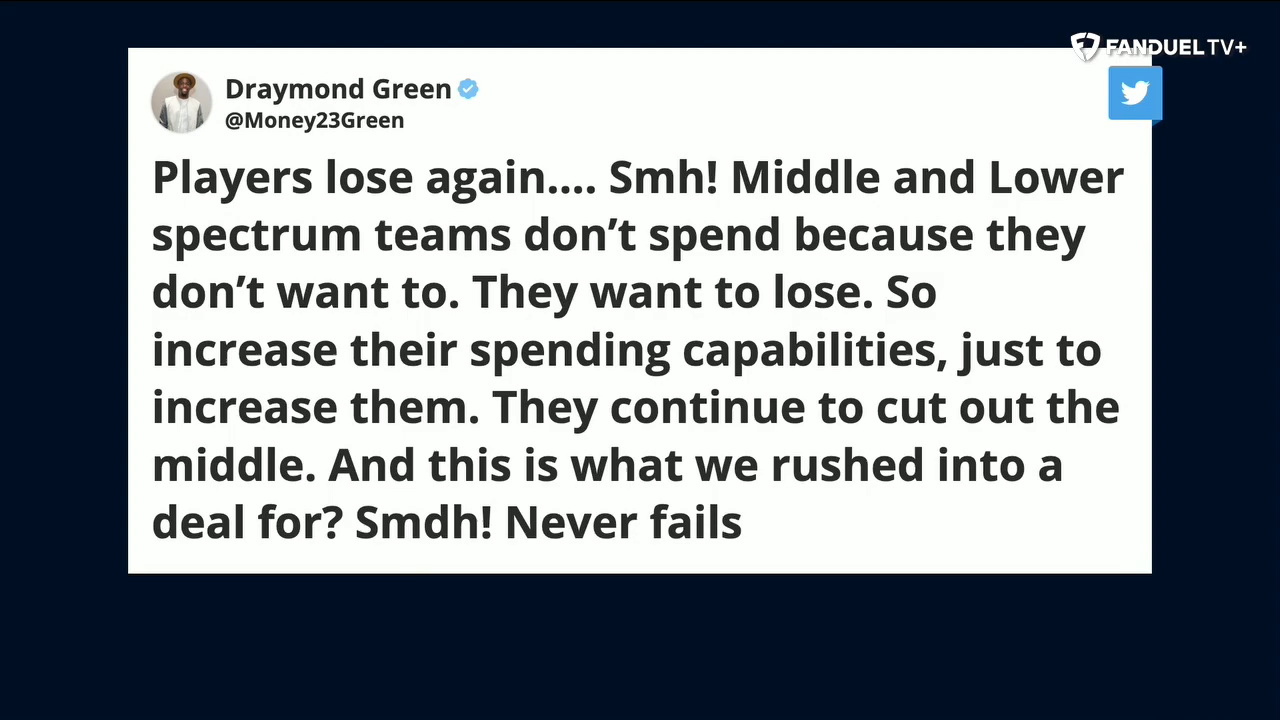 FANDUEL TV+
Draymond Green
@Money23Green
Players lose again.... Smh! Middle and Lower
spectrum teams don’t spend because they
don’t want to. They want to lose. So
increase their spending capabilities, just to
increase them. They continue to cut out the
middle. And this is what we rushed into a
deal for? Smdh! Never fails